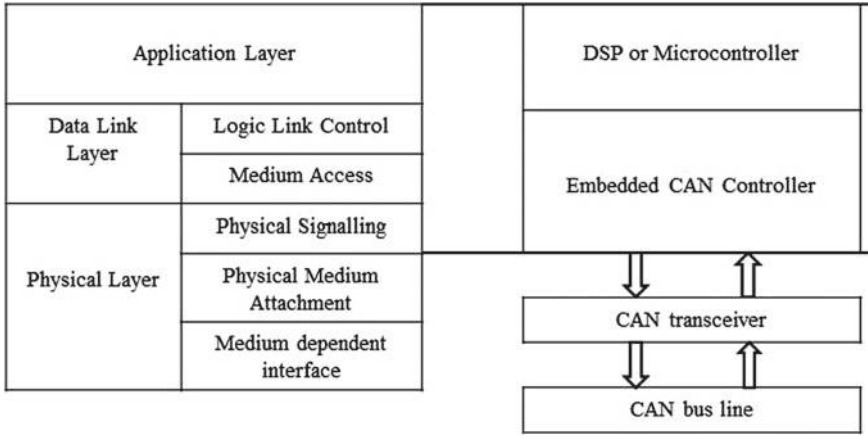 Application Layer
DSP or Microcontroller
Data Link
Layer
Logic Link Control
Medium Access
Embedded CAN Controller
Physical Layer
Physical Signalling
Physical Medium
Attachment
Medium dependent
interface
CAN transceiver
CAN bus line